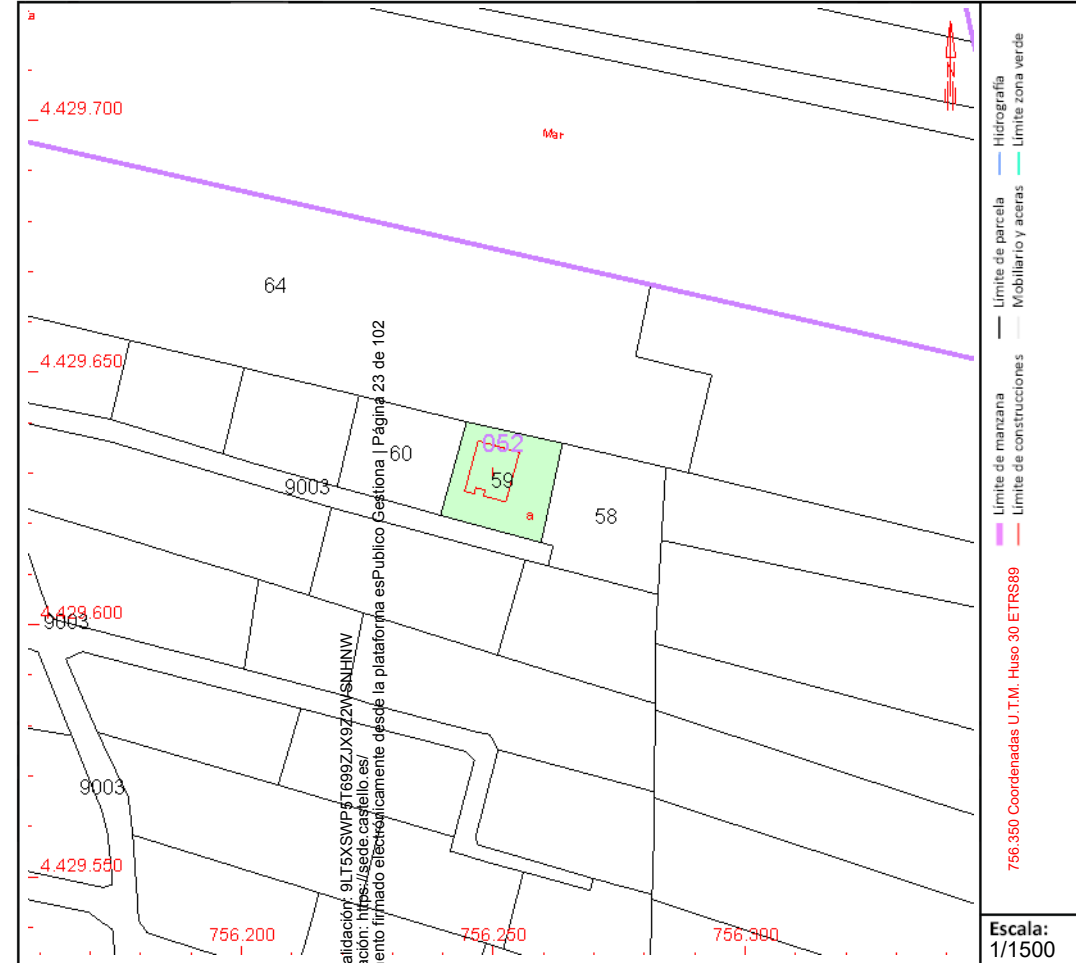 a
4.429.700
Mar
N
64
4.429.650
60
052
59
I
a
58
9003
4.429.600
9003
9003
4.429.550
756.200
756.250
756.300
alidación: 9LT5XSWP5T699ZJX9Z2WSNHNW
ación: https://sede.castello.es/
ento firmado electrónicamente desde la plataforma esPublico Gestiona | Página 23 de 102
Hidrografía
Límite zona verde
Límite de parcela
Mobiliario y aceras
Límite de manzana
Límite de construcciones
756.350 Coordenadas U.T.M. Huso 30 ETRS89
Escala:
1/1500